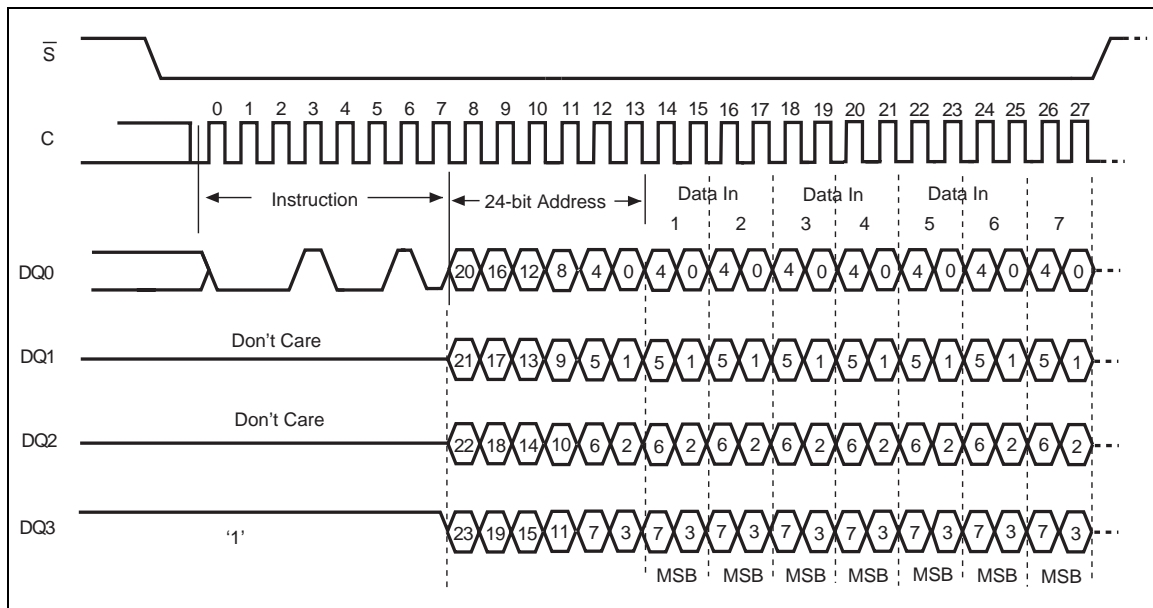 S
0 1 2 3 4 5 6 7 8 9 10 11 12 13 14 15 16 17 18 19 20 21 22 23 24 25 26 27
C
Instruction 24-bit Address Data In Data In Data In
1 2 3 4 5 6 7
DQ0 20 16 12 8 4 0 4 0 4 0 4 0 4 0 4 0 4 0 4 0
Don't Care
DQ1 21 17 13 9 5 1 5 1 5 1 5 1 5 1 5 1 5 1 5 1
Don't Care
DQ2 22 18 14 10 6 2 6 2 6 2 6 2 6 2 6 2 6 2 6 2
DQ3 ‘1’ 23 19 15 11 7 3 7 3 7 3 7 3 7 3 7 3 7 3 7 3
MSB MSB MSB MSB MSB MSB MSB